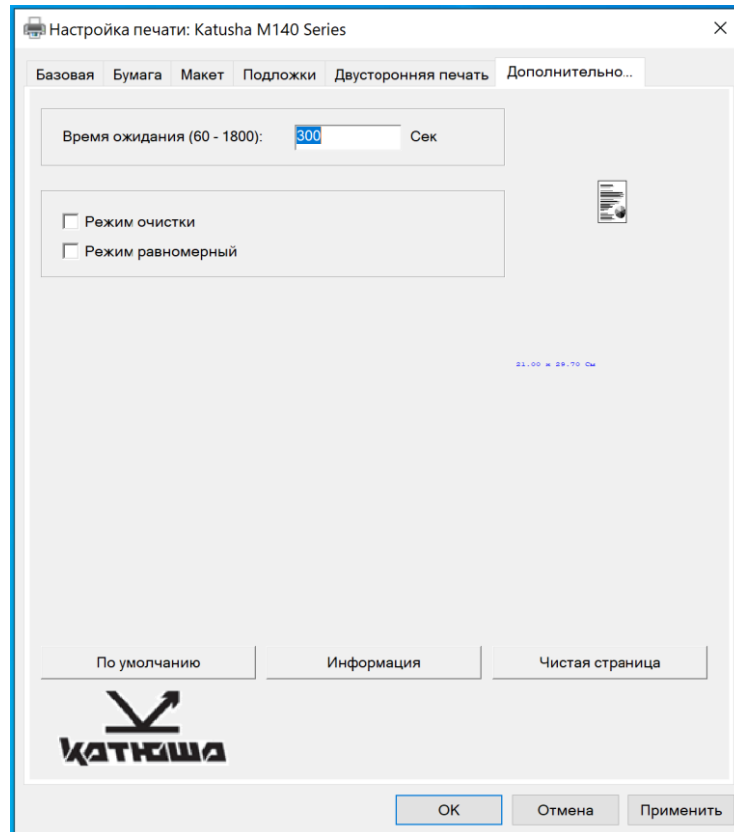 Настройка печати: Katusha M140 Series
Базовая Бумага Макет Подложки Двусторонняя печать Дополнительно...
Время ожидания (60 - 1800): 300 Сек
Режим очистки
Режим равномерный
21.00 x 29.70 См
По умолчанию Информация Чистая страница
катюша
OK Отмена Применить